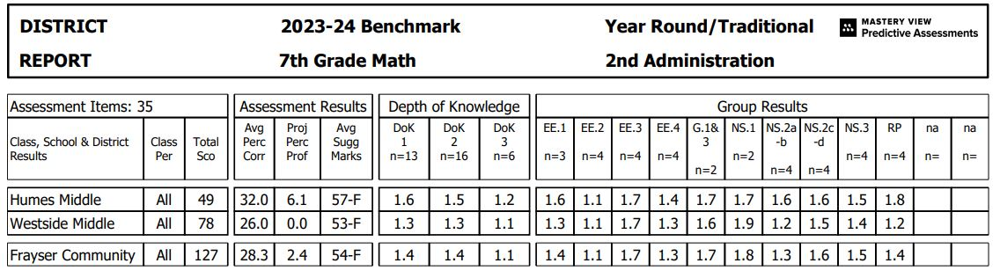 DISTRICT 2023-24 Benchmark Year Round/Traditional MASTERY VIEW
Predictive Assessments
REPORT 7th Grade Math 2nd Administration
Assessment Items: 35 Assessment Results Depth of Knowledge Group Results
Class, School & District Results Class Per Total Sco Avg Perc Corr Proj Perc Prof Avg Sugg Marks DoK 1 n=13 DoK 2 n=16 DoK 3 n=6 EE.1 n=3 EE.2 n=4 EE.3 n=4 EE.4 n=4 G.1& 3 n=2 NS.1 n=2 NS.2a -b n=4 NS.2c -d n=4 NS.3 n=4 RP n=4 na n= na n=
Humes Middle All 49 32.0 6.1 57-F 1.6 1.5 1.2 1.6 1.1 1.7 1.4 1.7 1.7 1.6 1.6 1.5 1.8
Westside Middle All 78 26.0 0.0 53-F 1.3 1.3 1.1 1.3 1.1 1.7 1.3 1.6 1.9 1.2 1.5 1.4 1.2
Frayser Community All 127 28.3 2.4 54-F 1.4 1.4 1.1 1.4 1.1 1.7 1.3 1.7 1.8 1.3 1.6 1.5 1.4